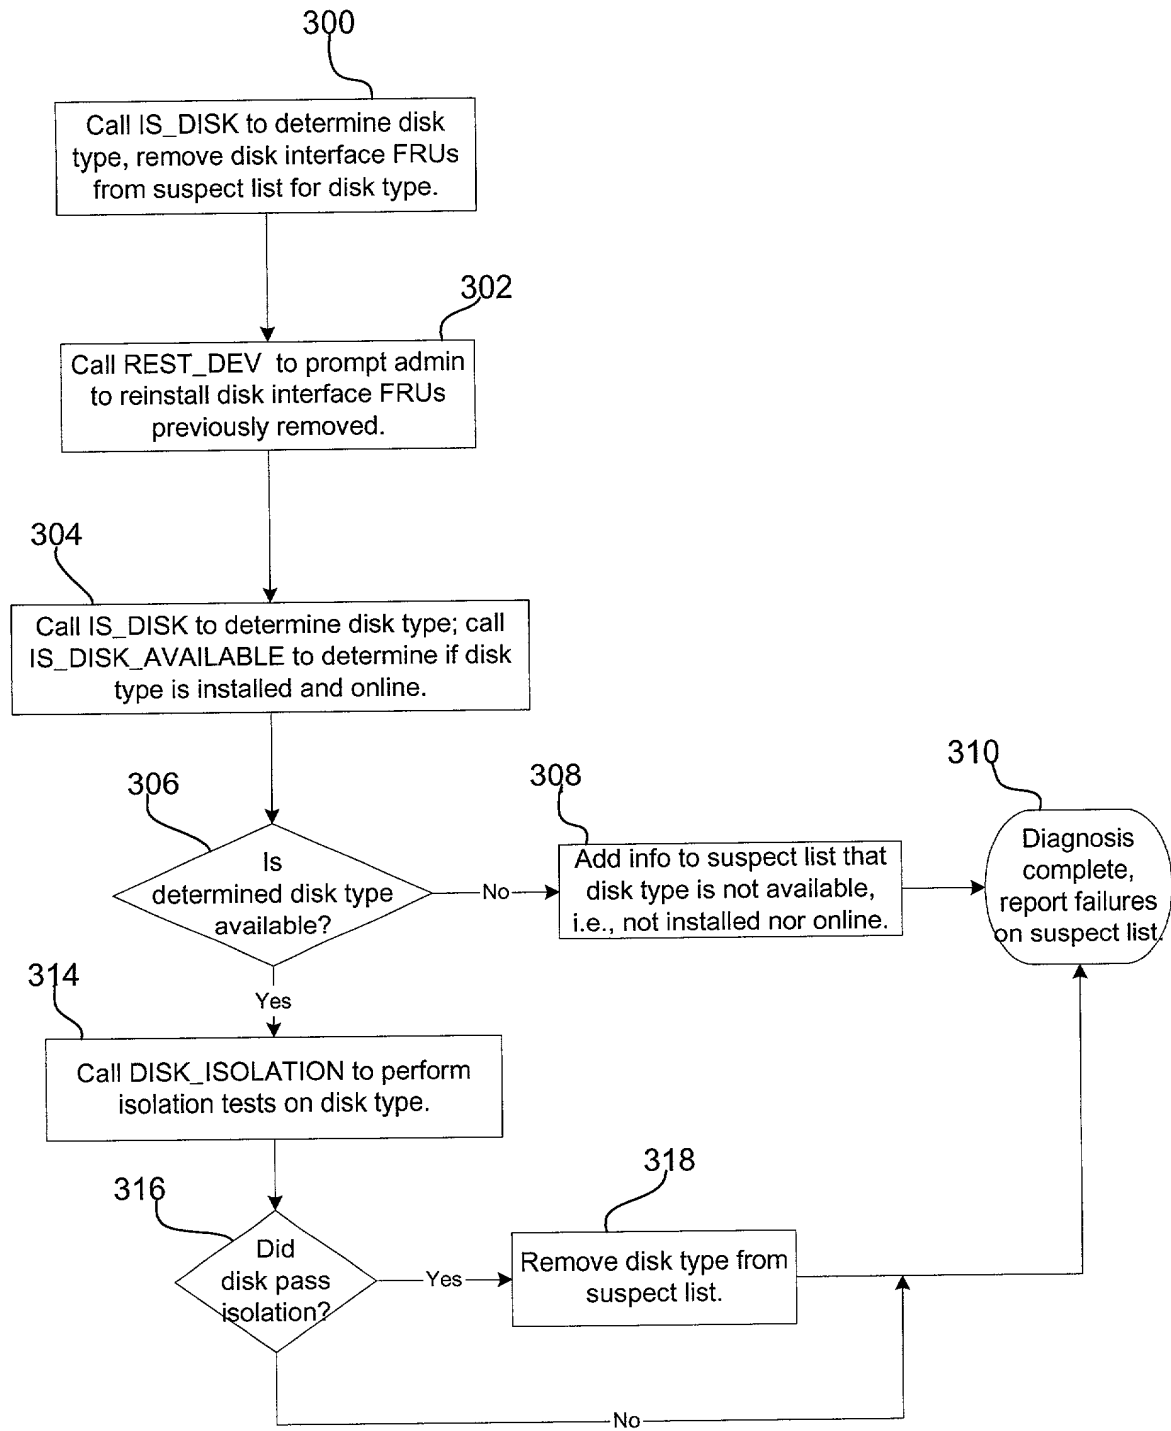 300
Call IS_DISK to determine disk
type, remove disk interface FRUs
from suspect list for disk type.
302
Call REST_DEV to prompt admin
to reinstall disk interface FRUs
previously removed.
304
Call IS_DISK to determine disk type; call
IS_DISK_AVAILABLE to determine if disk
type is installed and online.
306
Is
determined disk type
available?
No
308
Add info to suspect list that
disk type is not available,
i.e., not installed nor online.
310
Diagnosis
complete,
report failures
on suspect list.
Yes
314
Call DISK_ISOLATION to perform
isolation tests on disk type.
316
Did
disk pass
isolation?
Yes
318
Remove disk type from
suspect list.
No